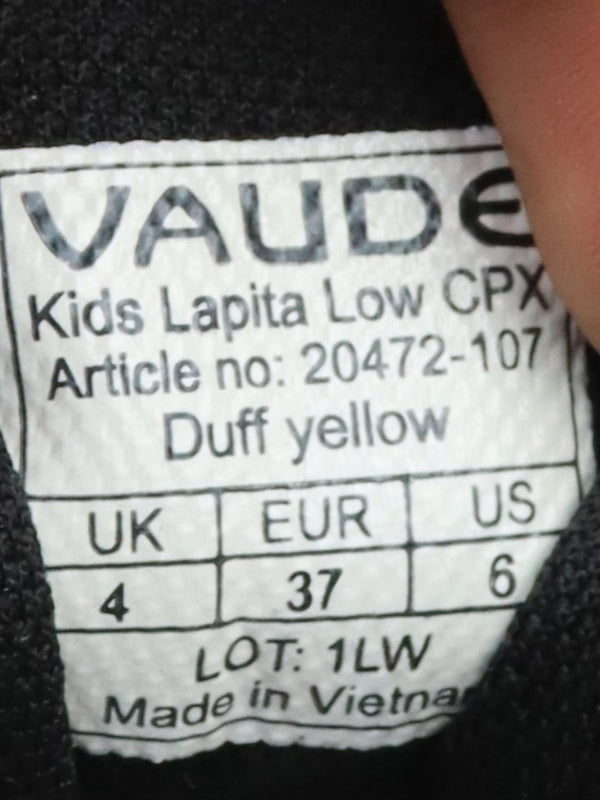 VAUDE
Kids Lapita Low CPX
Article no: 20472-107
Duff yellow
UK EUR US
4 37 6
LOT: 1LW
Made in Vietna